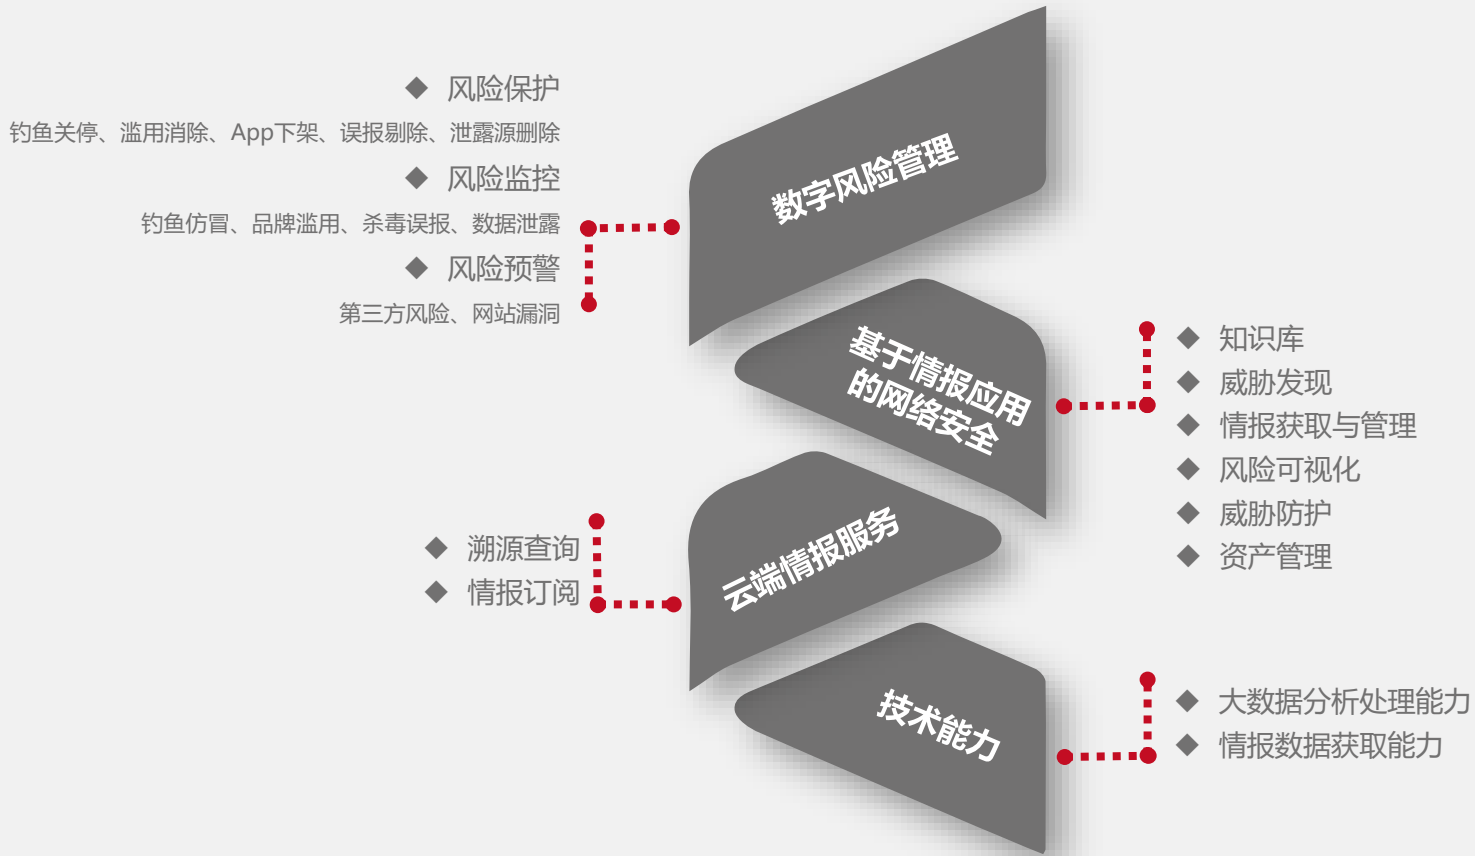 数字风险管理
◆ 风险保护
钓鱼关停、滥用消除、App下架、误报剔除、泄露源删除
◆ 风险监控
钓鱼仿冒、品牌滥用、杀毒误报、数据泄露
◆ 风险预警
第三方风险、网站漏洞
基于情报应用
的网络安全
◆ 知识库
◆ 威胁发现
◆ 情报获取与管理
◆ 风险可视化
◆ 威胁防护
◆ 资产管理
云端情报服务
◆ 溯源查询
◆ 情报订阅
技术能力
◆ 大数据分析处理能力
◆ 情报数据获取能力